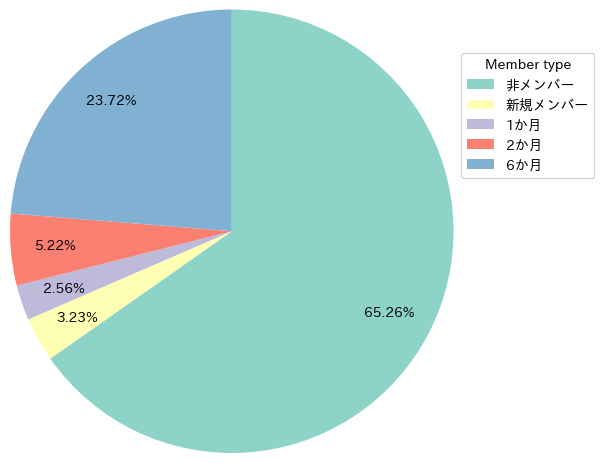 Member type
非メンバー
新規メンバー
1か月
2か月
6か月
23.72%
5.22%
2.56%
3.23%
65.26%